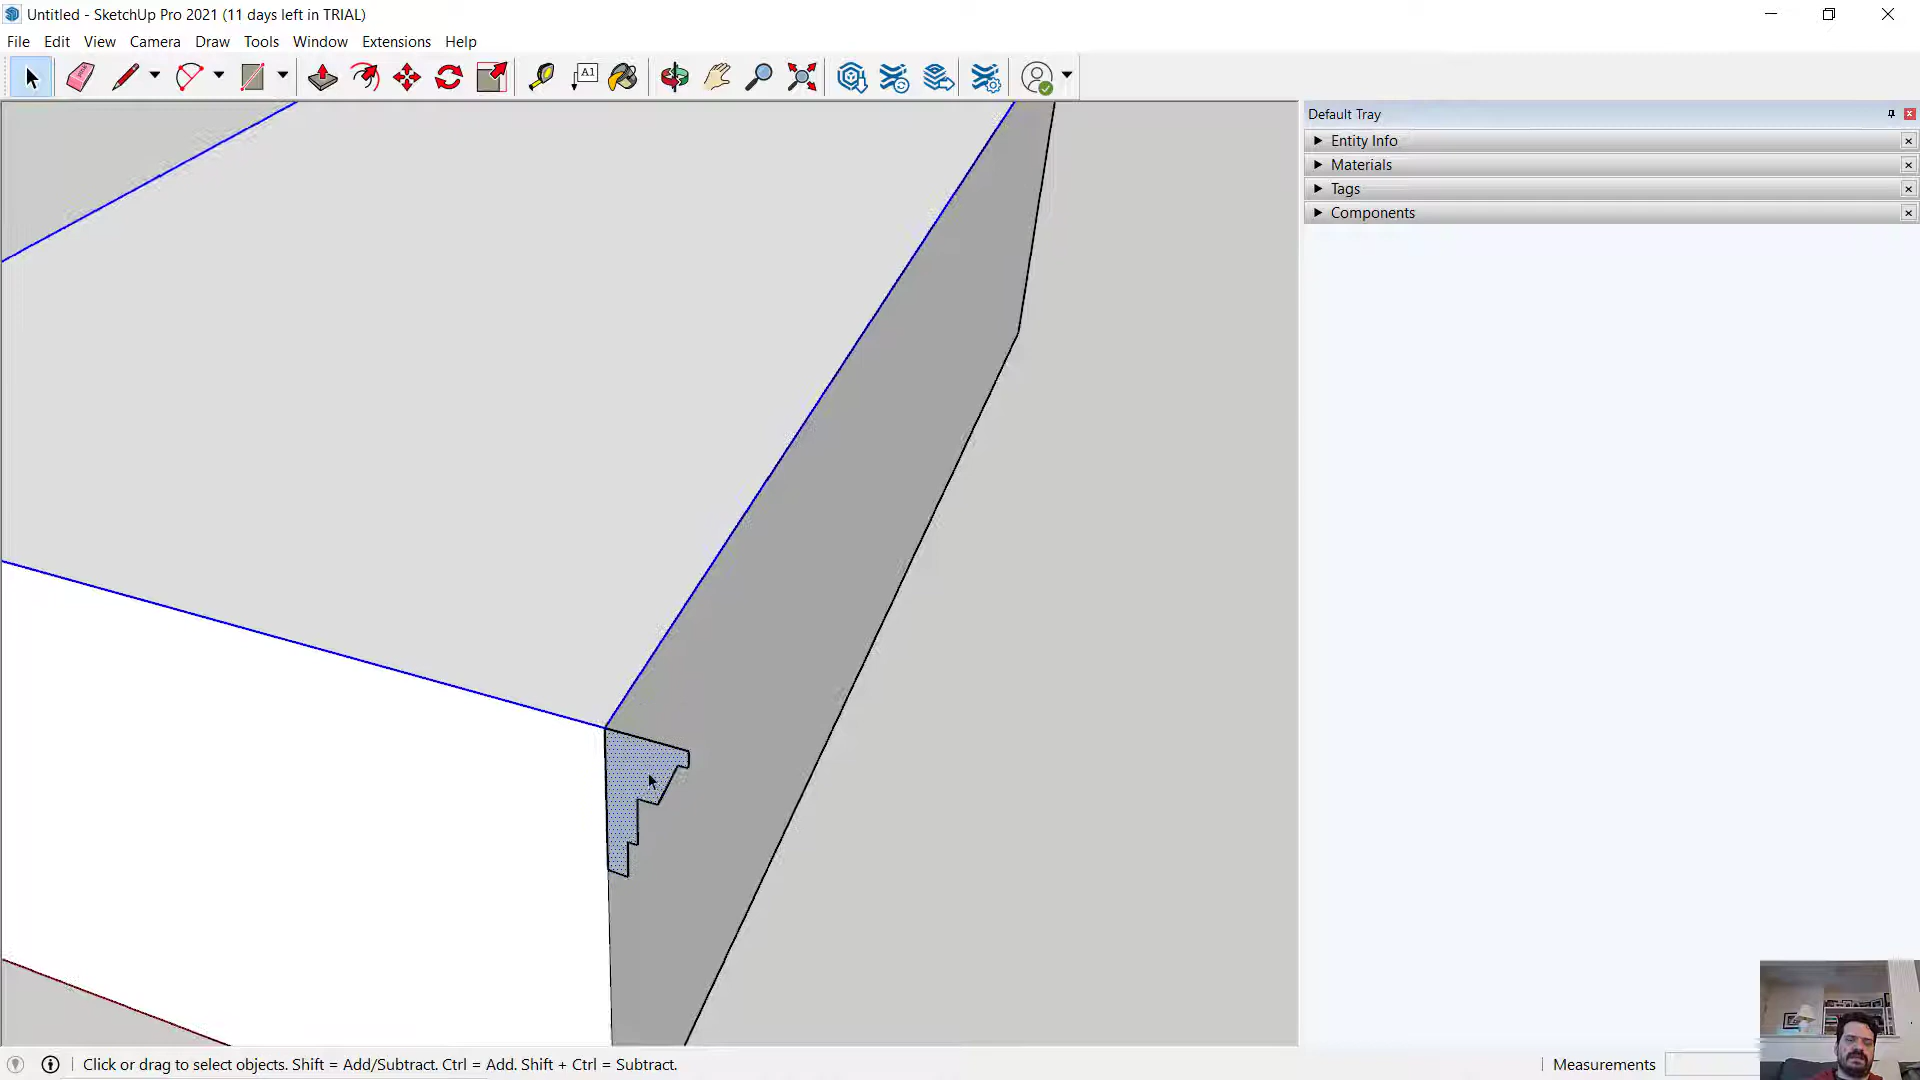 Untitled - SketchUp Pro 2021 (11 days left in TRIAL)
File Edit View Camera Draw Tools Window Extensions Help
A1
Default Tray
Entity Info
Materials
Tags
Components
Click or drag to select objects. Shift = Add/Subtract. Ctrl = Add. Shift + Ctrl = Subtract.
Measurements